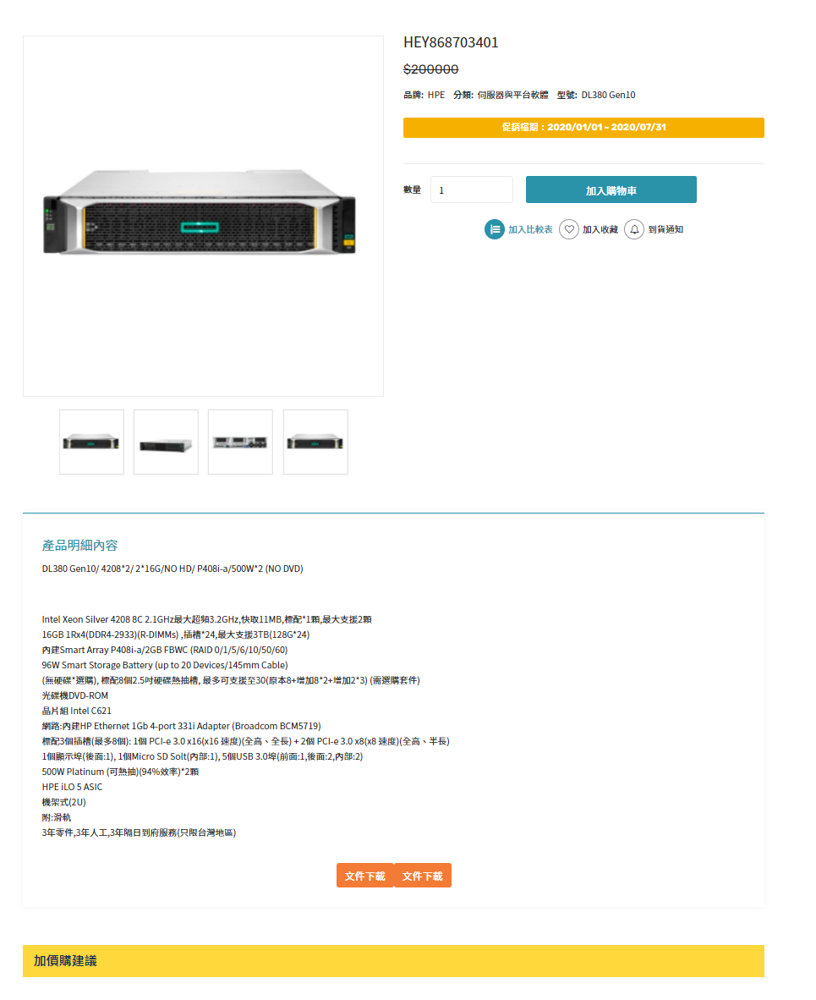 HEY868703401
$200000
品牌: HPE 分類: 伺服器與平台軟體 型號: DL380 Gen10
促銷檔期：2020/01/01 ~ 2020/07/31
數量 1 加入購物車
加入比較表 加入收藏 到貨通知
產品明細內容
DL380 Gen10/ 4208*2/ 2*16G/NO HD/ P408i-a/500W*2 (NO DVD)
Intel Xeon Silver 4208 8C 2.1GHz最大超頻3.2GHz,快取11MB,標配*1顆,最大支援2顆
16GB 1Rx4(DDR4-2933)(R-DIMMs) ,插槽*24,最大支援3TB(128G*24)
內建Smart Array P408i-a/2GB FBWC (RAID 0/1/5/6/10/50/60)
96W Smart Storage Battery (up to 20 Devices/145mm Cable)
(無硬碟*選購), 標配8個2.5吋硬碟熱抽槽, 最多可支援至30(原本8+增加8*2+增加2*3) (需選購套件)
光碟機DVD-ROM
晶片組 Intel C621
網路:內建HP Ethernet 1Gb 4-port 331i Adapter (Broadcom BCM5719)
標配3個插槽(最多8個): 1個 PCI-e 3.0 x16(x16 速度)(全高、全長) + 2個 PCI-e 3.0 x8(x8 速度)(全高、半長)
1個顯示埠(後面:1), 1個Micro SD Solt(內部:1), 5個USB 3.0埠(前面:1,後面:2,內部:2)
500W Platinum (可熱抽)(94%效率)*2顆
HPE iLO 5 ASIC
機架式(2U)
附:滑軌
3年零件,3年人工,3年隔日到府服務(只限台灣地區)
文件下載 文件下載
加價購建議